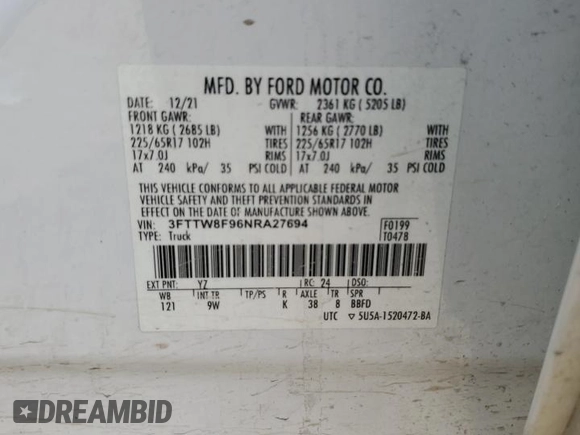 MFD. BY FORD MOTOR CO.
DATE: 12/21 GVWR: 2361 KG ( 5205 LB)
FRONT GAWR: REAR GAWR:
1218 KG ( 2685 LB) WITH 1256 KG ( 2770 LB) WITH
225/65R17 102H TIRES 225/65R17 102H TIRES
17x7.0J RIMS 17x7.0J RIMS
AT 240 kPa/ 35 PSI COLD AT 240 kPa/ 35 PSI COLD
THIS VEHICLE CONFORMS TO ALL APPLICABLE FEDERAL MOTOR
VEHICLE SAFETY AND THEFT PREVENTION STANDARDS IN
EFFECT ON THE DATE OF MANUFACTURE SHOWN ABOVE.
VIN: 3FTTW8F96NRA27694 F0199
TYPE: Truck T0478
EXT PNT: YZ RC: 24 DSO:
WB INT TR TP/PS R AXLE TR SPR
121 9W K 38 8 BBFD
UTC ▽ 5U5A-1520472-BA
DREAMBID